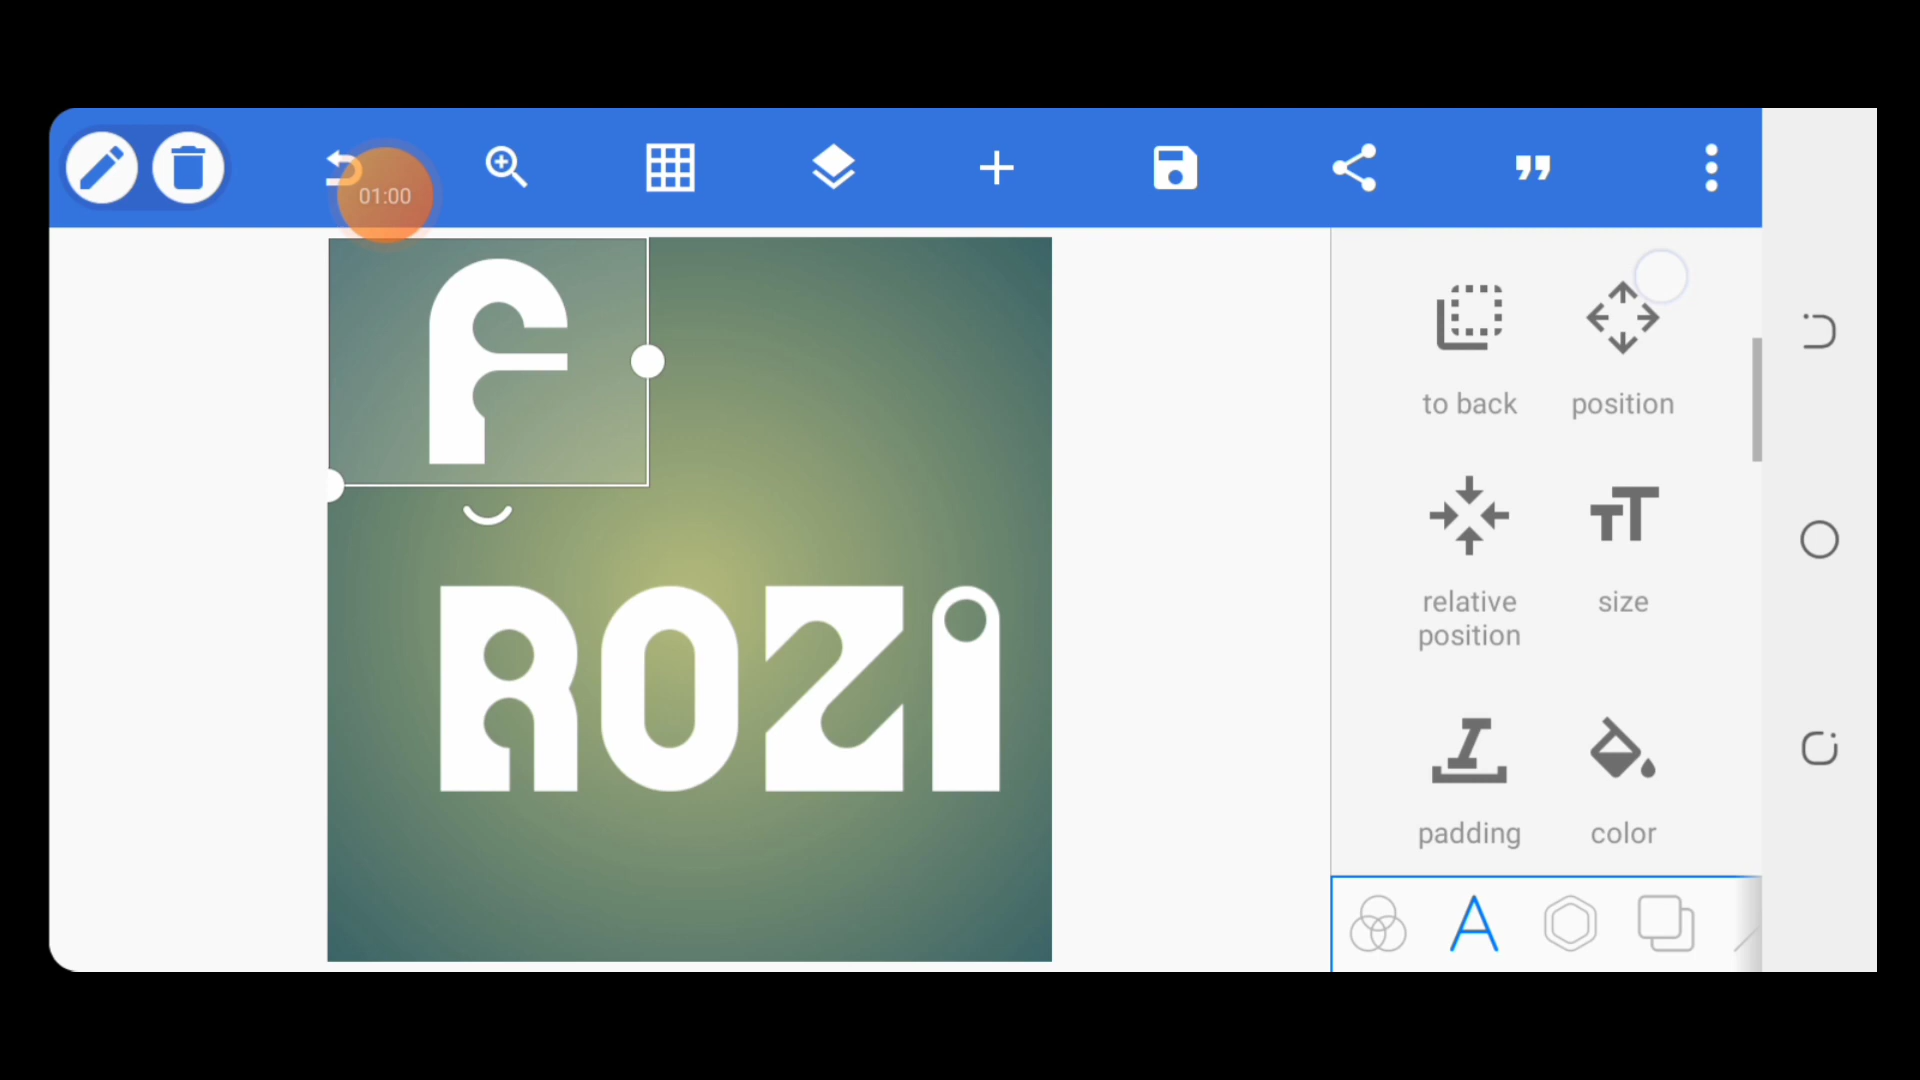 01:00
F
ROZI
to back
position
relative
position
size
padding
color